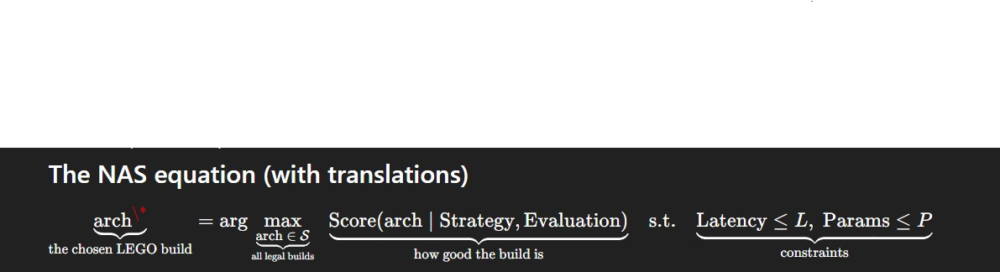 The NAS equation (with translations)
arch\* = arg max Score(arch | Strategy, Evaluation) s.t. Latency ≤ L, Params ≤ P
arch ∈ S
the chosen LEGO build all legal builds how good the build is constraints